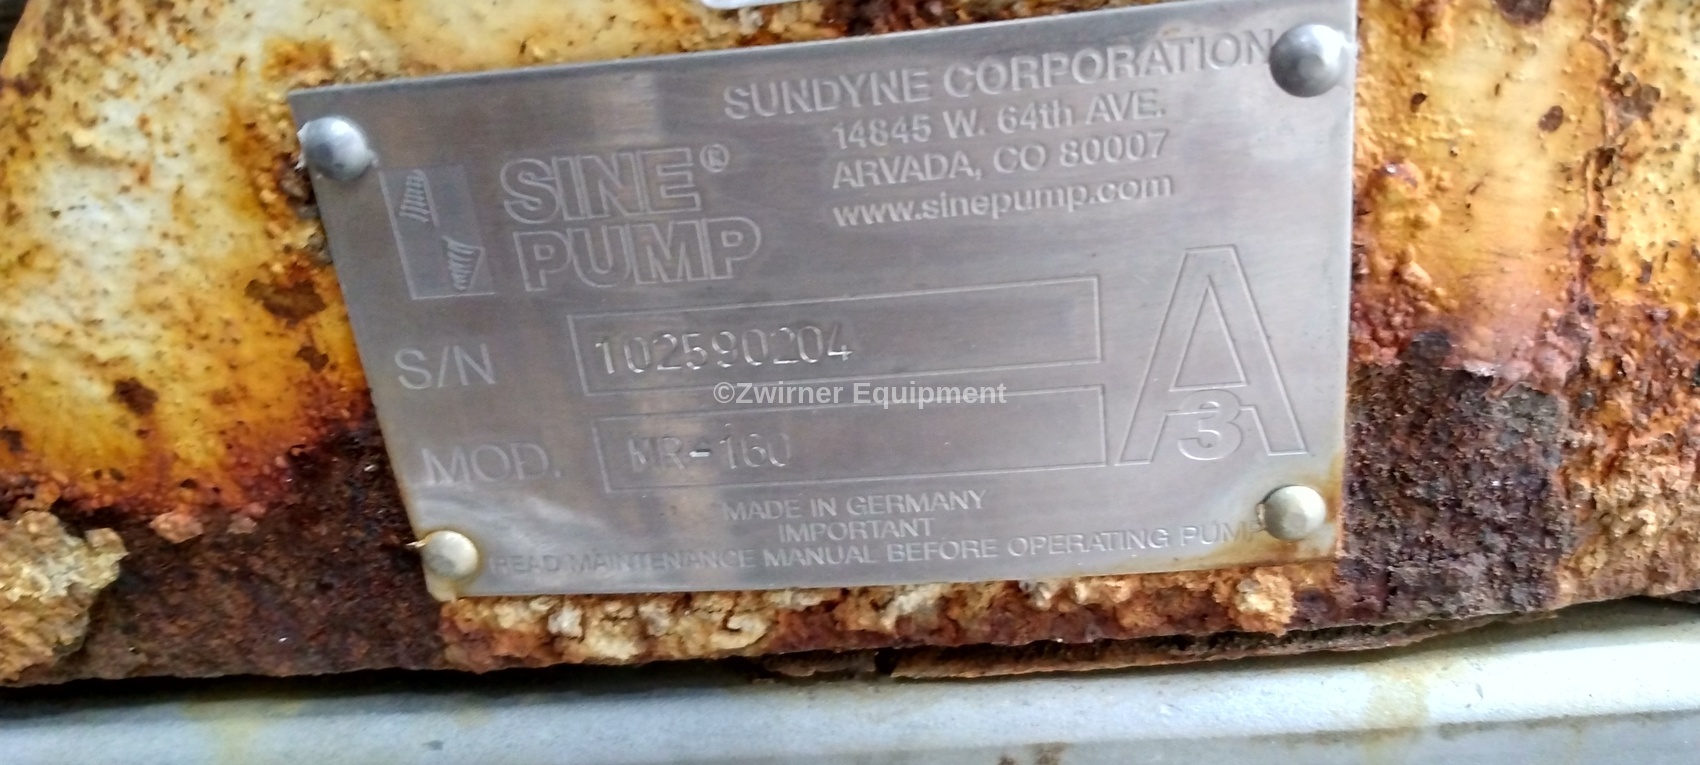 SUNDYNE CORPORATION
14845 W. 64th AVE.
ARVADA, CO 80007
www.sinepump.com
SINE®
PUMP
S/N 102590204
©Zwirner Equipment
MOD. MR-160
A
3
MADE IN GERMANY
IMPORTANT
READ MAINTENANCE MANUAL BEFORE OPERATING PUMP